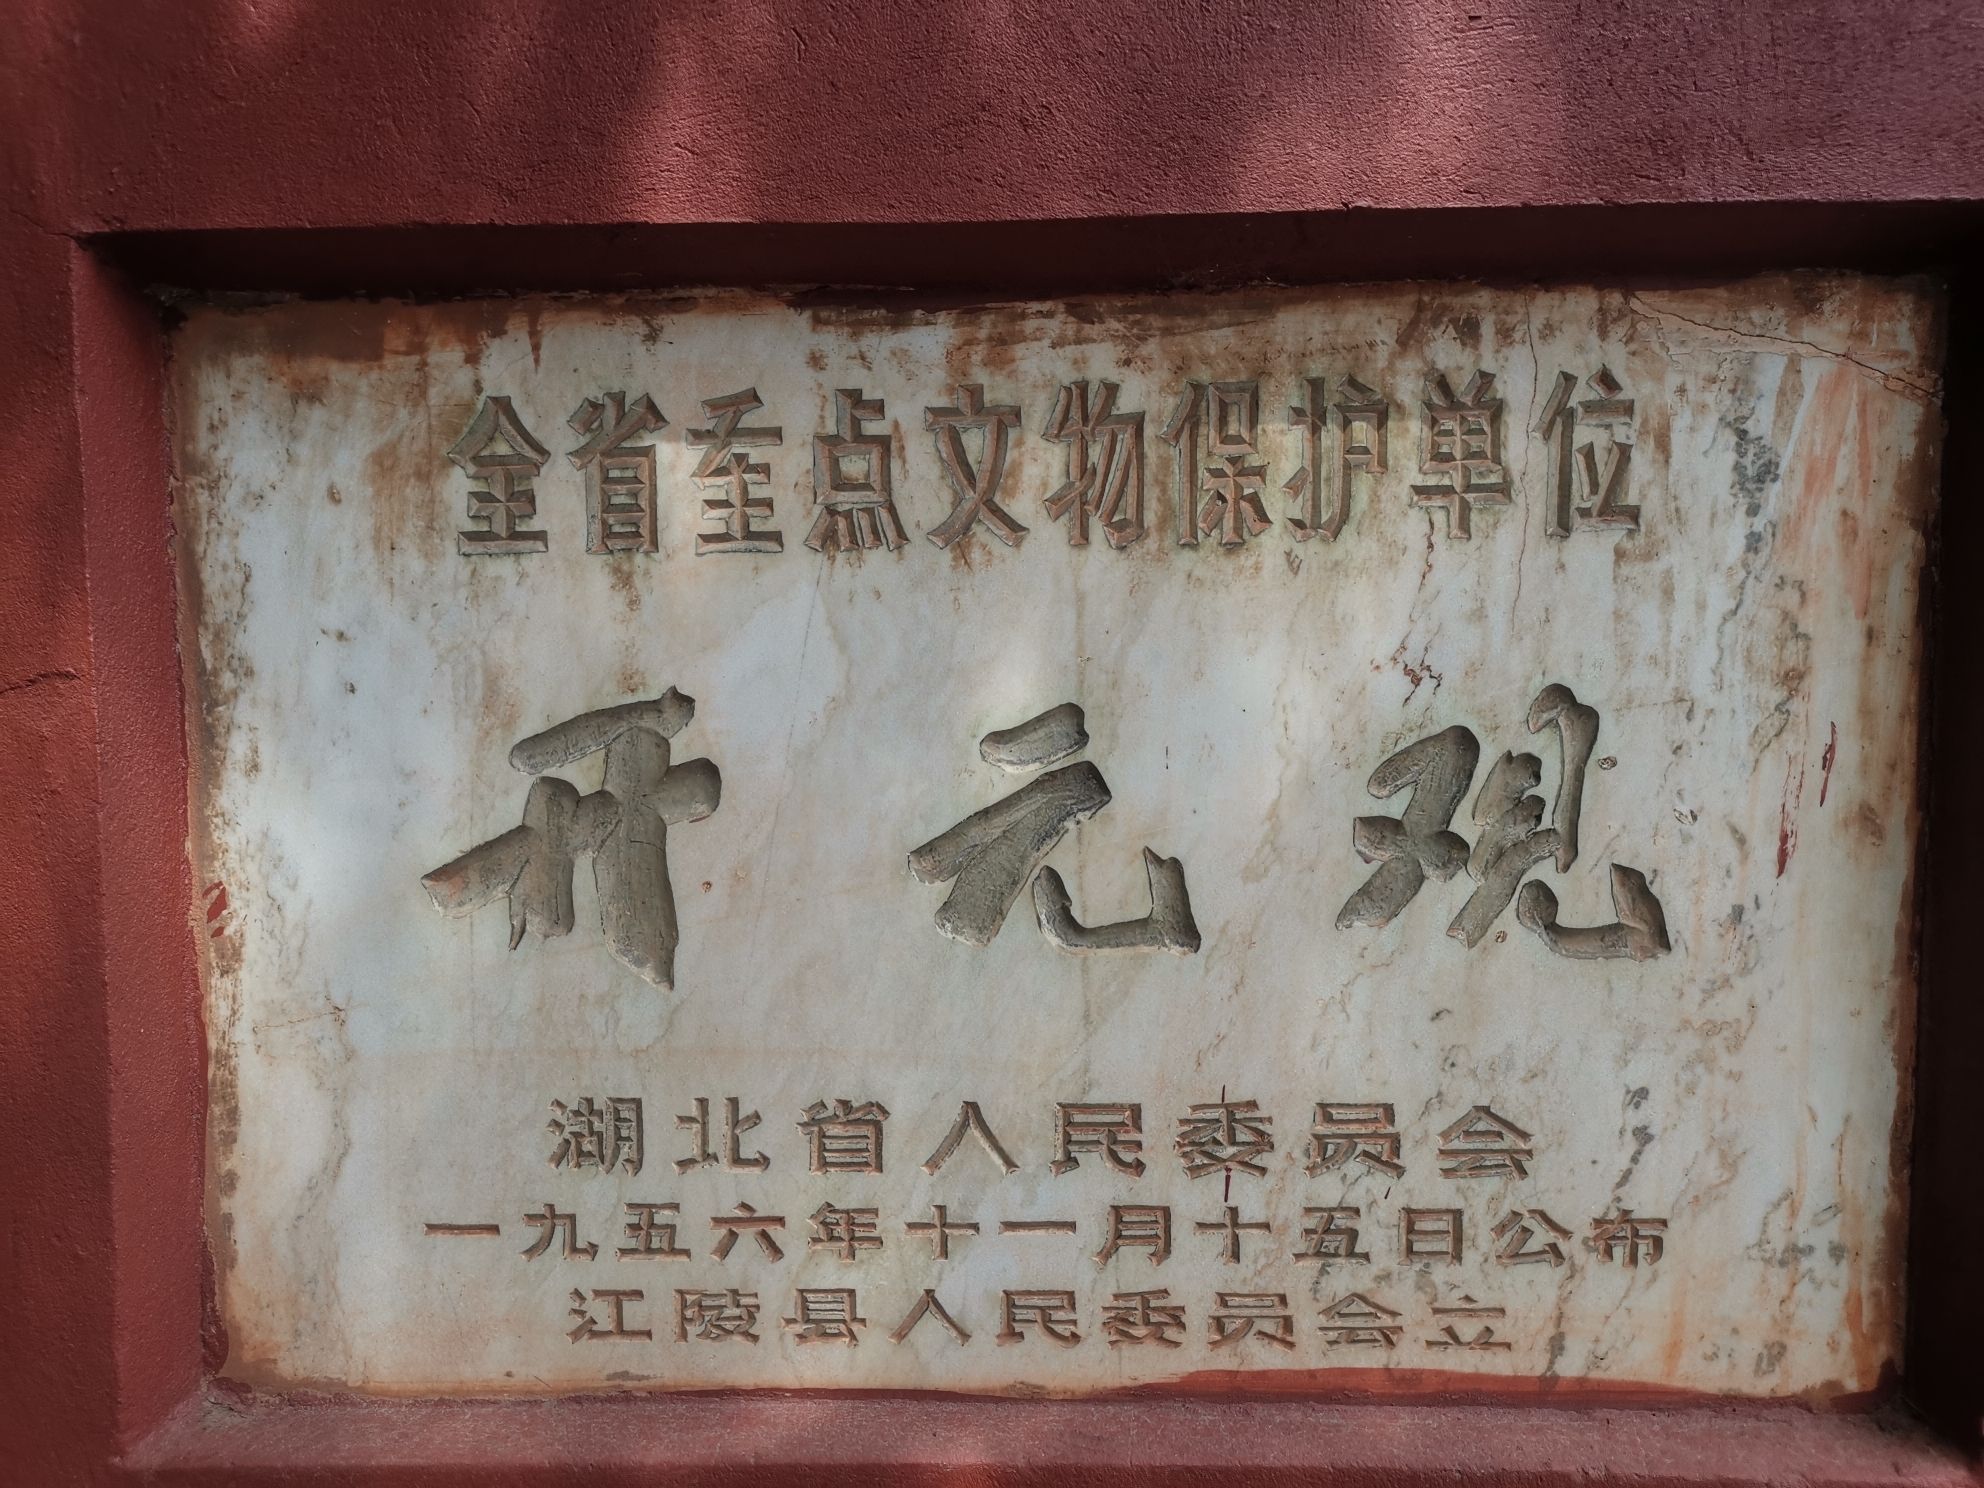 全省重点文物保护单位
开元观
湖北省人民委员会
一九五六年十一月十五日公布
江陵县人民委员会立